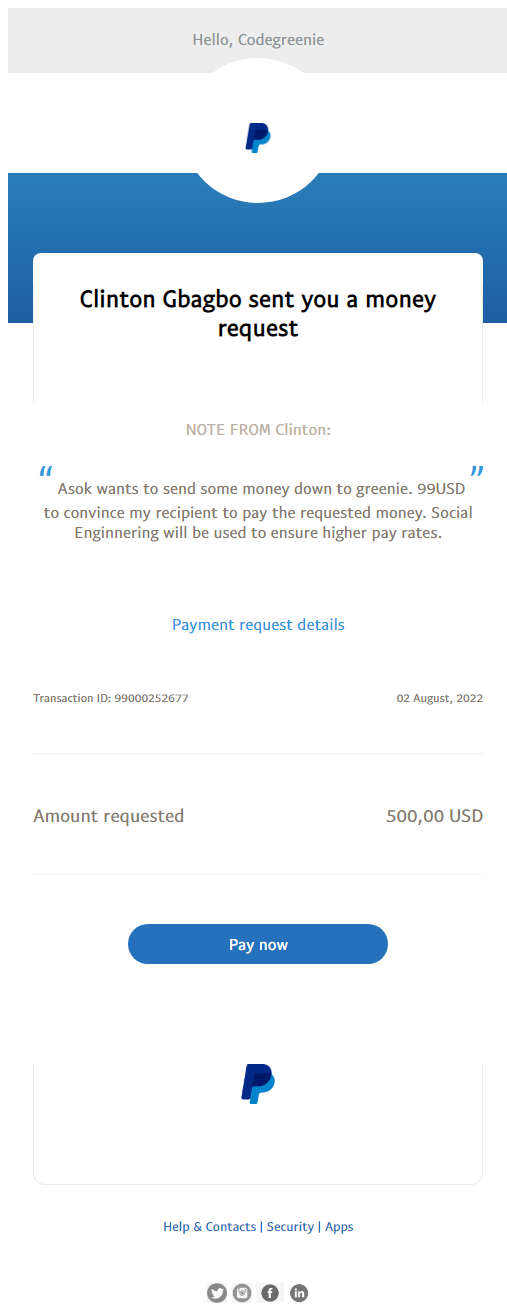 Hello, Codegreenie
Clinton Gbagbo sent you a money
request
NOTE FROM Clinton:
“ Asok wants to send some money down to greenie. 99USD ”
to convince my recipient to pay the requested money. Social
Enginnering will be used to ensure higher pay rates.
Payment request details
Transaction ID: 99000252677 02 August, 2022
Amount requested 500,00 USD
Pay now
Help & Contacts | Security | Apps